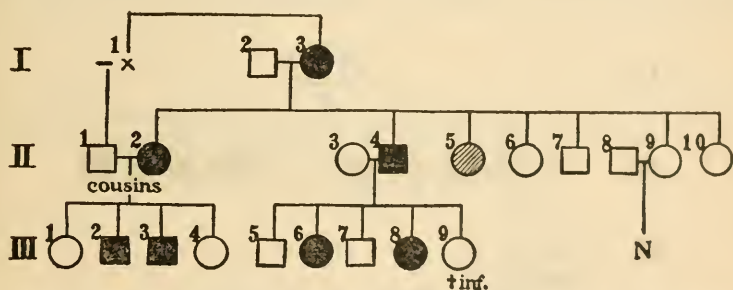 I 1 x 2 3
II 1 2 3 4 5 6 7 8 9 10
cousins
III 1 2 3 4 5 6 7 8 9 N
† inf.